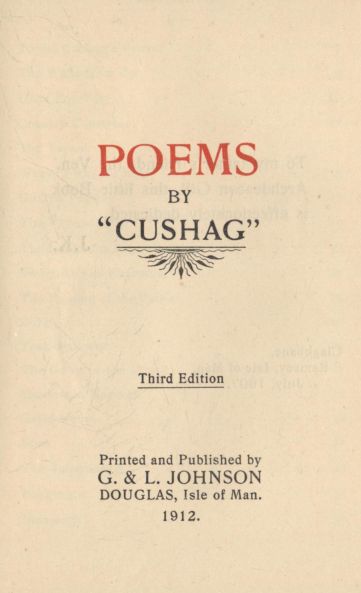 POEMS
BY
“CUSHAG”
Third Edition
Printed and Published by
G. & L. JOHNSON
DOUGLAS, Isle of Man.
1912.